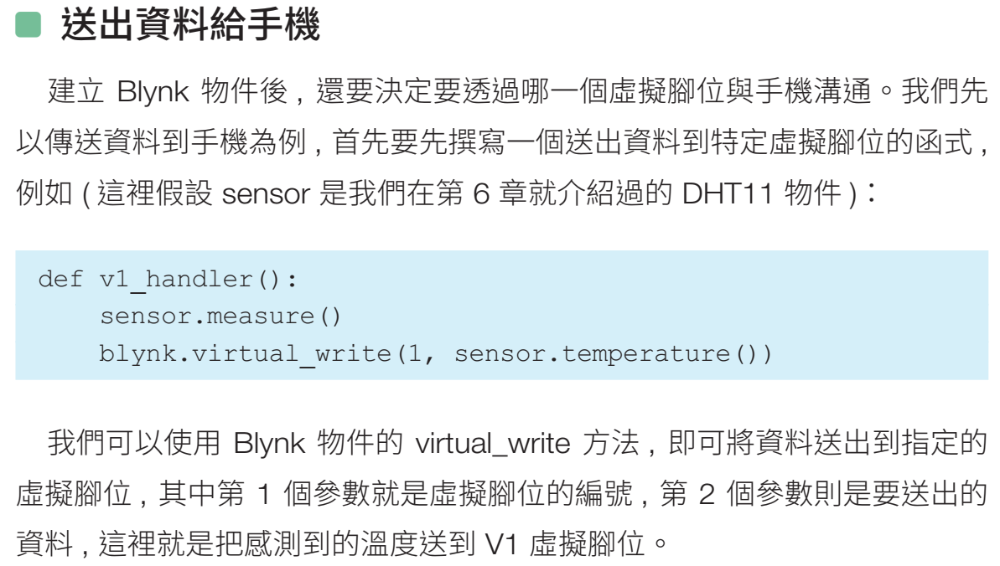 送出資料給手機
建立 Blynk 物件後，還要決定要透過哪一個虛擬腳位與手機溝通。我們先
以傳送資料到手機為例，首先要先撰寫一個送出資料到特定虛擬腳位的函式，
例如 ( 這裡假設 sensor 是我們在第 6 章就介紹過的 DHT11 物件 )：
def v1_handler():
    sensor.measure()
    blynk.virtual_write(1, sensor.temperature())
我們可以使用 Blynk 物件的 virtual_write 方法，即可將資料送出到指定的
虛擬腳位，其中第 1 個參數就是虛擬腳位的編號，第 2 個參數則是要送出的
資料，這裡就是把感測到的溫度送到 V1 虛擬腳位。